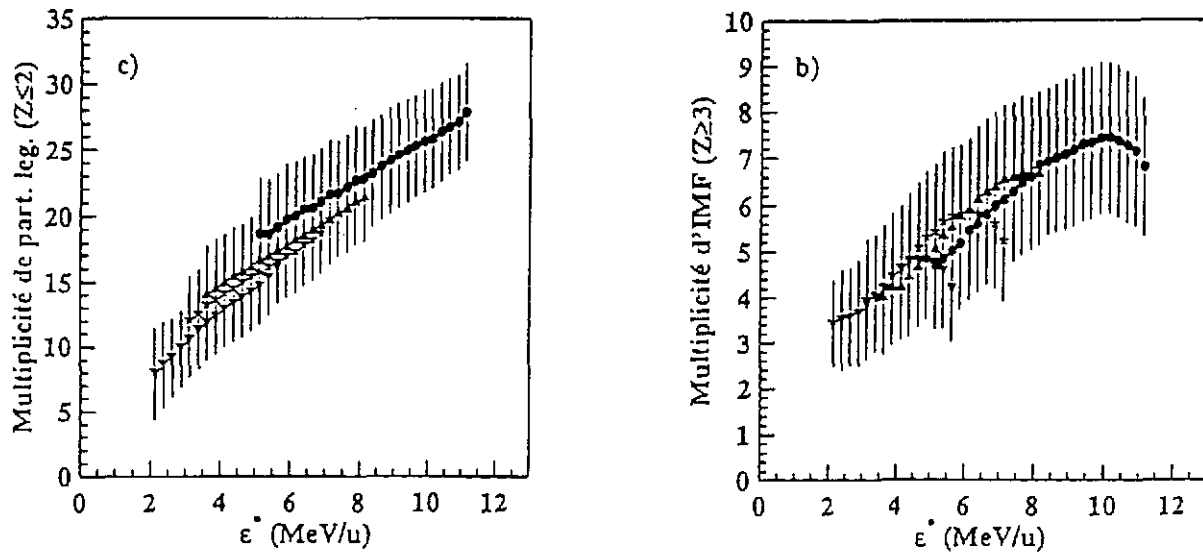 c)
Multiplicité de part. leg. (Z≤2)
35
30
25
20
15
10
5
0
0 2 4 6 8 10 12
ε* (MeV/u)
b)
Multiplicité d'IMF (Z≥3)
10
9
8
7
6
5
4
3
2
1
0
0 2 4 6 8 10 12
ε* (MeV/u)